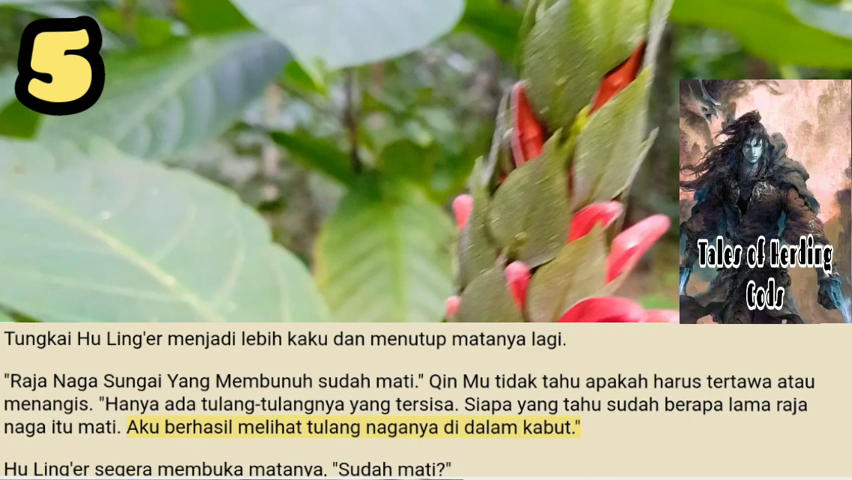 5
Tales of Herding
Gods
Tungkai Hu Ling'er menjadi lebih kaku dan menutup matanya lagi.
"Raja Naga Sungai Yang Membunuh sudah mati." Qin Mu tidak tahu apakah harus tertawa atau
menangis. "Hanya ada tulang-tulangnya yang tersisa. Siapa yang tahu sudah berapa lama raja
naga itu mati. Aku berhasil melihat tulang naganya di dalam kabut."
Hu Ling'er segera membuka matanya. "Sudah mati?"